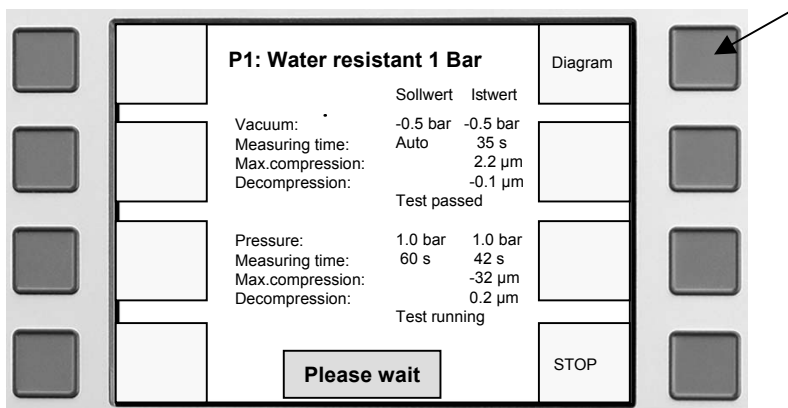 P1: Water resistant 1 Bar
Diagram
Sollwert Istwert
Vacuum: -0.5 bar -0.5 bar
Measuring time: Auto 35 s
Max.compression: 2.2 µm
Decompression: -0.1 µm
Test passed
Pressure: 1.0 bar 1.0 bar
Measuring time: 60 s 42 s
Max.compression: -32 µm
Decompression: 0.2 µm
Test running
Please wait
STOP